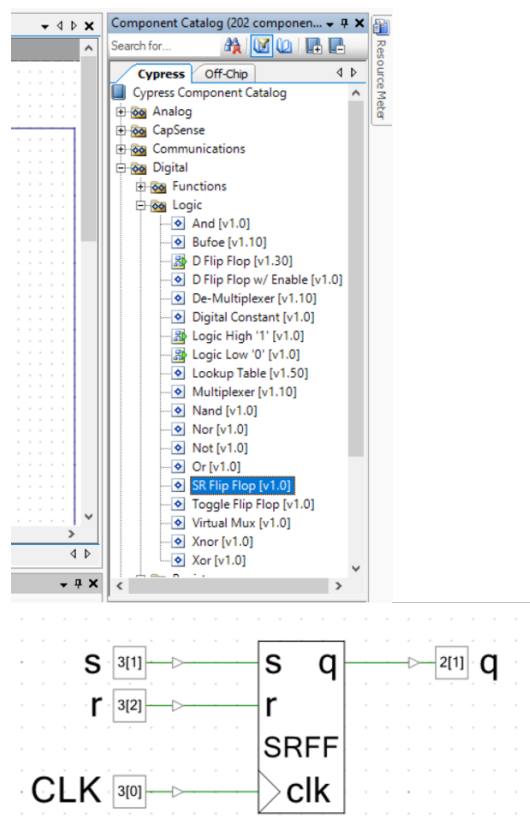 Component Catalog (202 componen...
Search for...
Cypress
Off-Chip
Cypress Component Catalog
Analog
CapSense
Communications
Digital
Functions
Logic
And [v1.0]
Bufoe [v1.10]
D Flip Flop [v1.30]
D Flip Flop w/ Enable [v1.0]
De-Multiplexer [v1.10]
Digital Constant [v1.0]
Logic High '1' [v1.0]
Logic Low '0' [v1.0]
Lookup Table [v1.50]
Multiplexer [v1.10]
Nand [v1.0]
Nor [v1.0]
Not [v1.0]
Or [v1.0]
SR Flip Flop [v1.0]
Toggle Flip Flop [v1.0]
Virtual Mux [v1.0]
Xnor [v1.0]
Xor [v1.0]
Resource Meter
s 3[1] s q 2[1] q
r 3[2] r
SRFF
CLK 3[0] clk